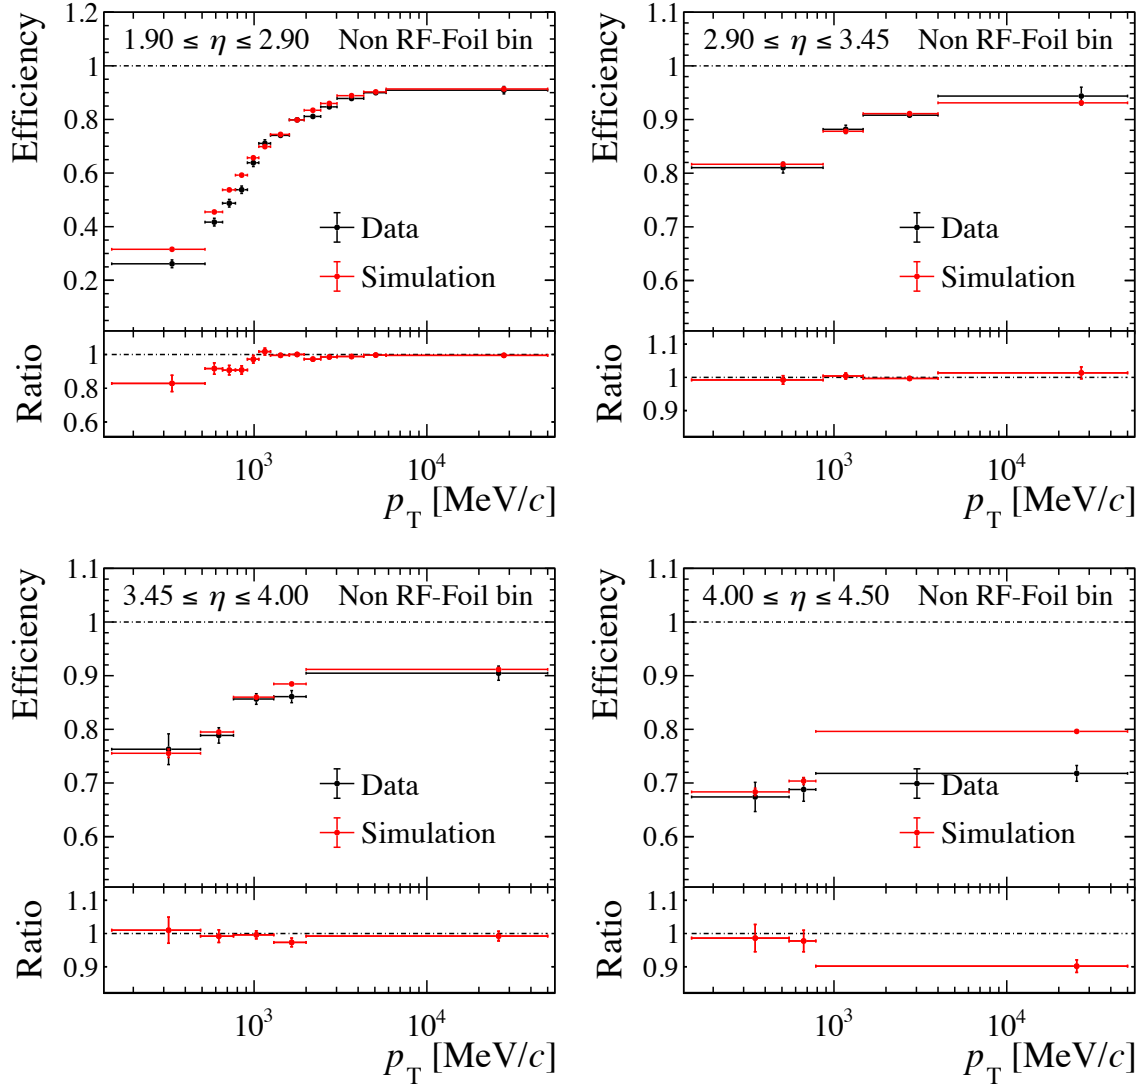 1.90 ≤ η ≤ 2.90 Non RF-Foil bin
Efficiency
1.2
1
0.8
0.6
0.4
0.2
Data
Simulation
Ratio
1
0.8
0.6
10³ 10⁴
p_T [MeV/c]
2.90 ≤ η ≤ 3.45 Non RF-Foil bin
Efficiency
1.1
1
0.9
0.8
0.7
0.6
Data
Simulation
Ratio
1.1
1
0.9
10³ 10⁴
p_T [MeV/c]
3.45 ≤ η ≤ 4.00 Non RF-Foil bin
Efficiency
1.1
1
0.9
0.8
0.7
0.6
Data
Simulation
Ratio
1.1
1
0.9
10³ 10⁴
p_T [MeV/c]
4.00 ≤ η ≤ 4.50 Non RF-Foil bin
Efficiency
1.1
1
0.9
0.8
0.7
0.6
Data
Simulation
Ratio
1.1
1
0.9
10³ 10⁴
p_T [MeV/c]